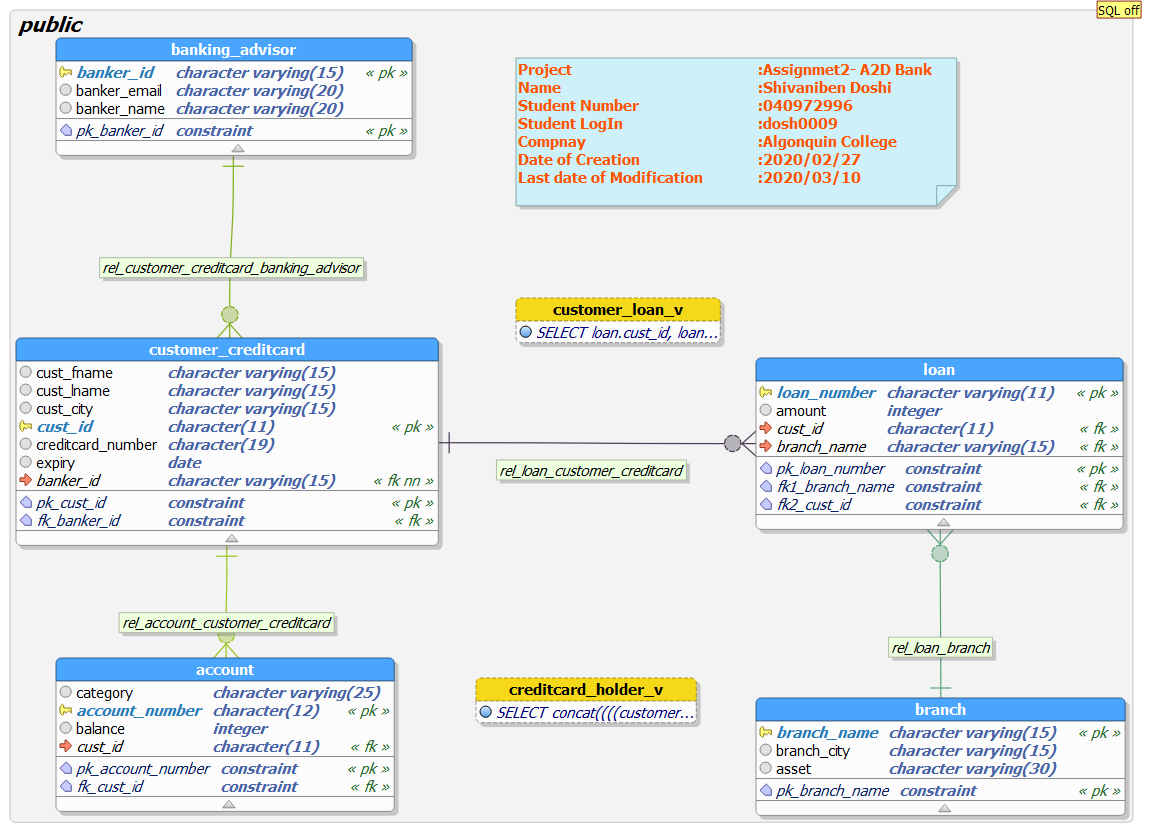 SQL off
public
banking_advisor
banker_id character varying(15) « pk »
banker_email character varying(20)
banker_name character varying(20)
pk_banker_id constraint « pk »
Project :Assignmet2- A2D Bank
Name :Shivaniben Doshi
Student Number :040972996
Student LogIn :dosh0009
Compnay :Algonquin College
Date of Creation :2020/02/27
Last date of Modification :2020/03/10
rel_customer_creditcard_banking_advisor
customer_loan_v
SELECT loan.cust_id, loan...
customer_creditcard
cust_fname character varying(15)
cust_lname character varying(15)
cust_city character varying(15)
cust_id character(11) « pk »
creditcard_number character(19)
expiry date
banker_id character varying(15) « fk nn »
pk_cust_id constraint « pk »
fk_banker_id constraint « fk »
rel_loan_customer_creditcard
loan
loan_number character varying(11) « pk »
amount integer
cust_id character(11) « fk »
branch_name character varying(15) « fk »
pk_loan_number constraint « pk »
fk1_branch_name constraint « fk »
fk2_cust_id constraint « fk »
rel_account_customer_creditcard
rel_loan_branch
account
category character varying(25)
account_number character(12) « pk »
balance integer
cust_id character(11) « fk »
pk_account_number constraint « pk »
fk_cust_id constraint « fk »
creditcard_holder_v
SELECT concat((((customer...
branch
branch_name character varying(15) « pk »
branch_city character varying(15)
asset character varying(30)
pk_branch_name constraint « pk »